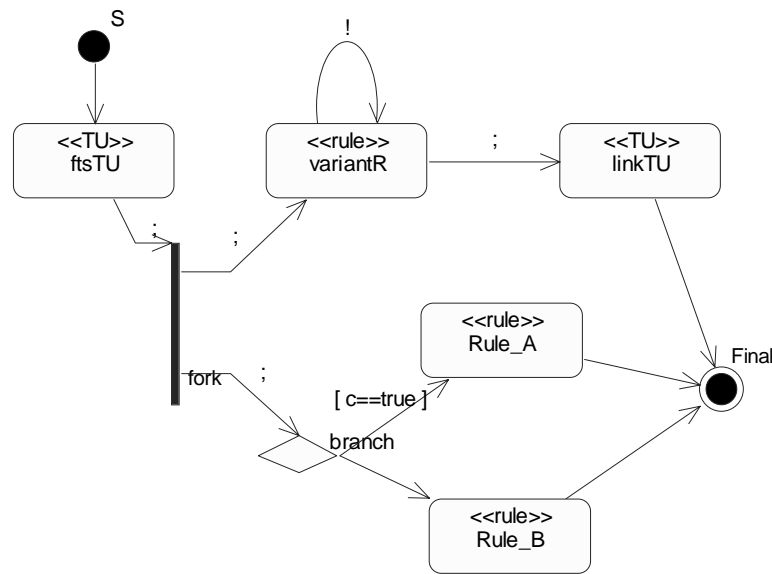 S
!
<<TU>>
ftsTU
<<rule>>
variantR
;
<<TU>>
linkTU
;
;
<<rule>>
Rule_A
Final
fork
;
[ c==true ]
branch
<<rule>>
Rule_B